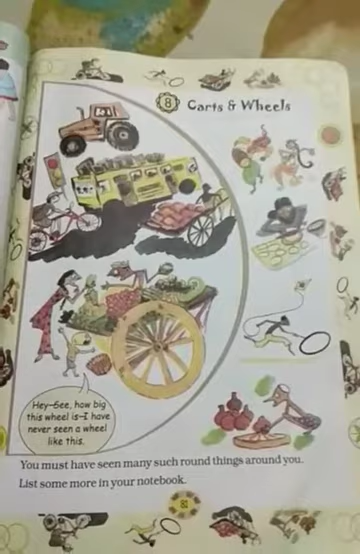 8 Carts & Wheels
Hey–See, how big
this wheel is–I have
never seen a wheel
like this.
You must have seen many such round things around you.
List some more in your notebook.